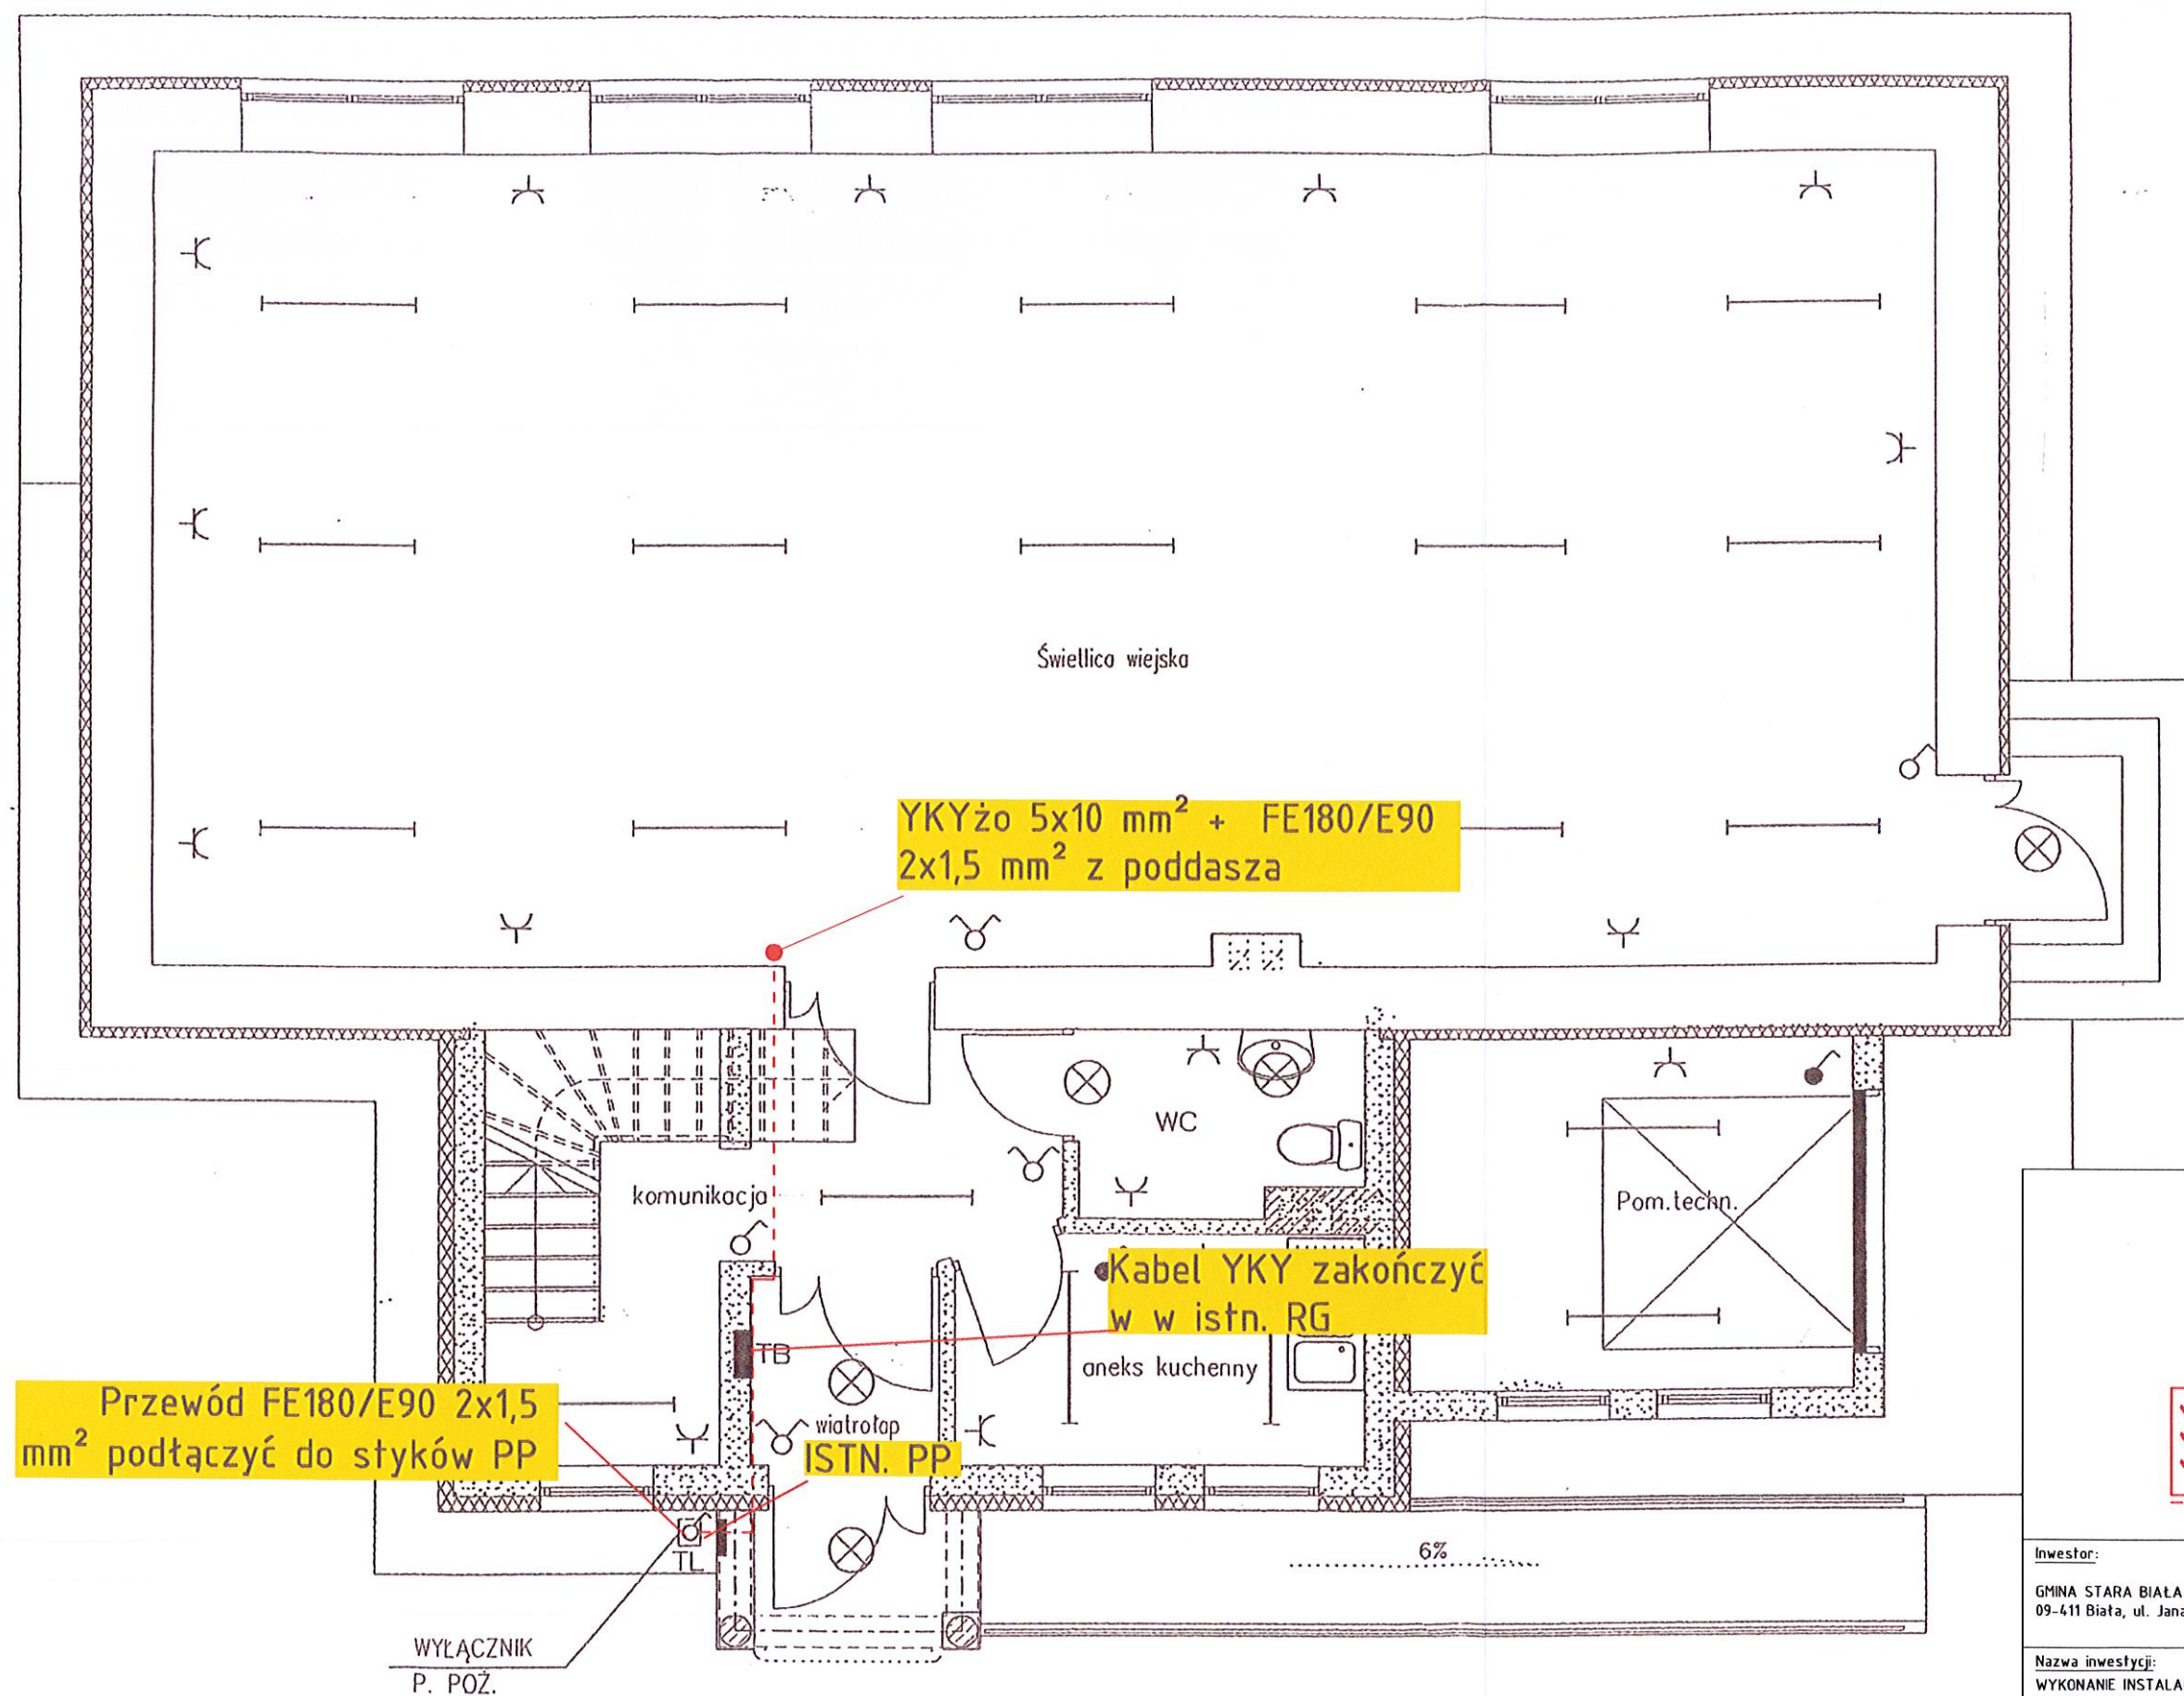 Świetlica wiejska
YKYżo 5x10 mm² + FE180/E90
2x1,5 mm² z poddasza
WC
komunikacja
Pom.techn.
Kabel YKY zakończyć
w w istn. RG
TB
aneks kuchenny
Przewód FE180/E90 2x1,5
mm² podłączyć do styków PP
wiatrołap
ISTN. PP
TL
6%
WYŁĄCZNIK
P. POŻ.
Inwestor:
GMINA STARA BIAŁA
09-411 Biała, ul. Jana
Nazwa inwestycji:
WYKONANIE INSTALA